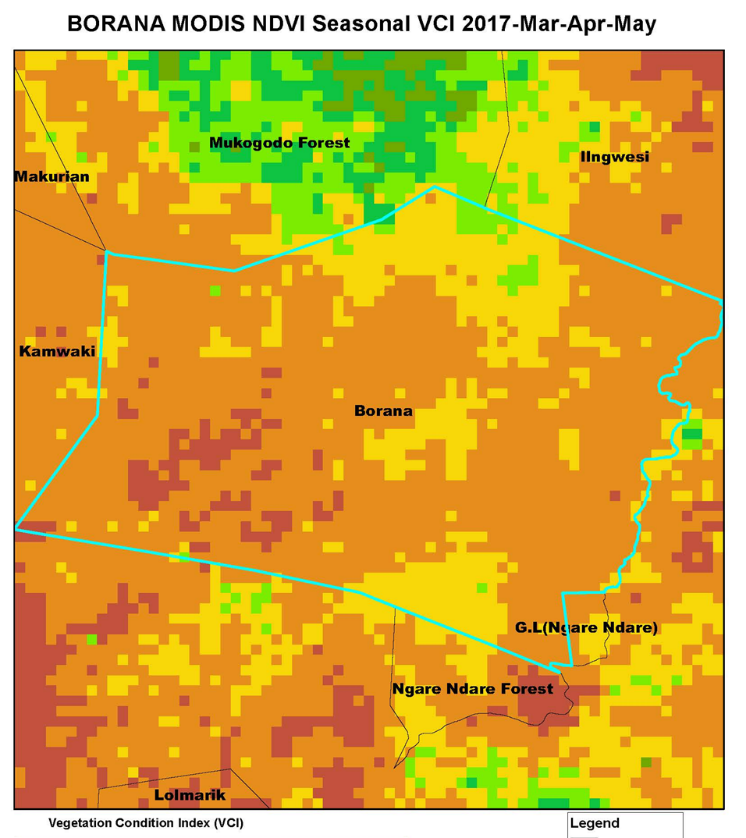 BORANA MODIS NDVI Seasonal VCI 2017-Mar-Apr-May
Mukogodo Forest
IIngwesi
Makurian
Kamwaki
Borana
G.L(Ngare Ndare)
Ngare Ndare Forest
Lolmarik
Vegetation Condition Index (VCI)
Legend